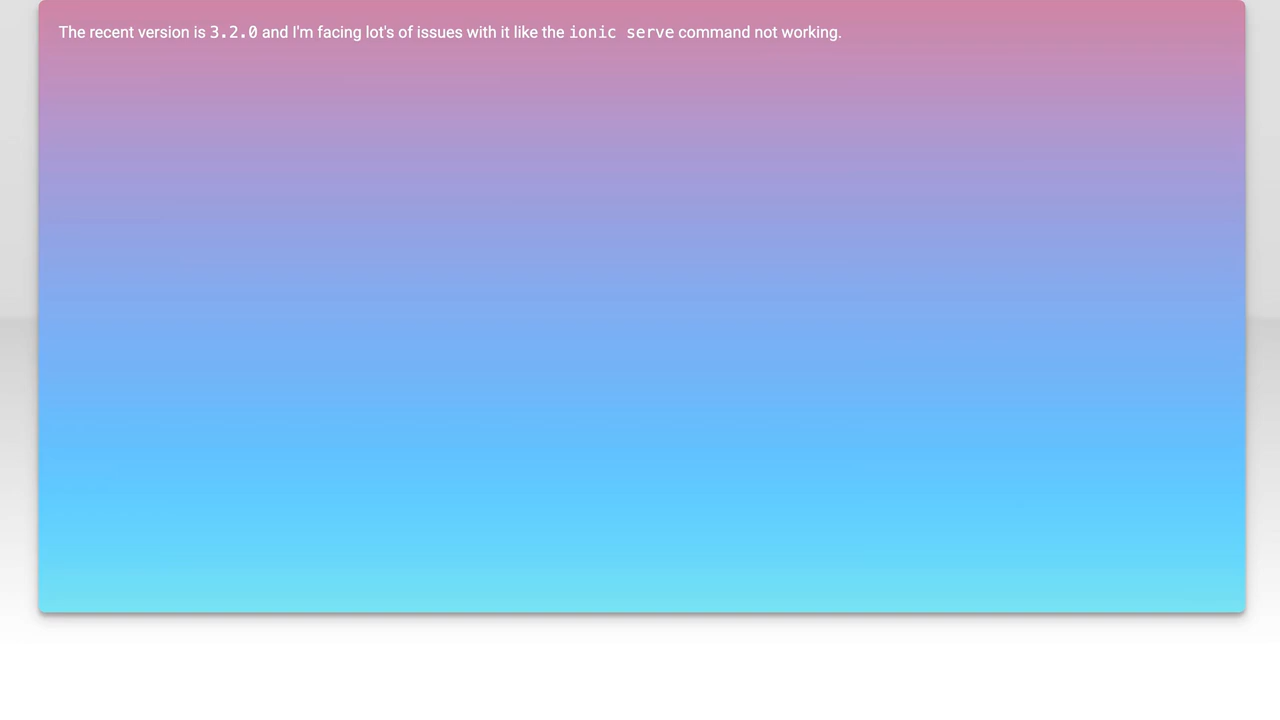 The recent version is 3.2.0 and I'm facing lot's of issues with it like the ionic serve command not working.